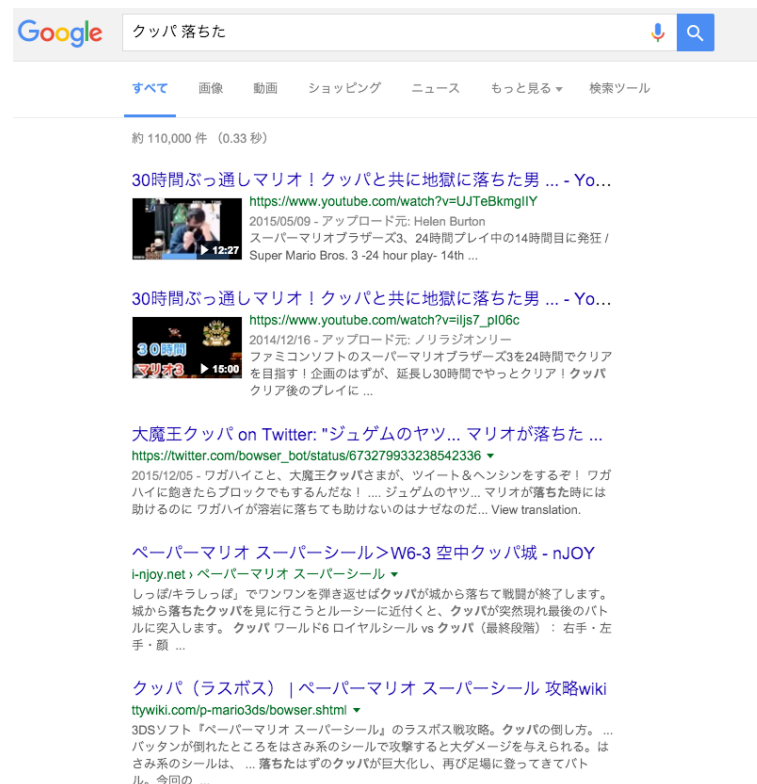 Google
クッパ 落ちた
すべて 画像 動画 ショッピング ニュース もっと見る 検索ツール
約 110,000 件 （0.33 秒）
30時間ぶっ通しマリオ！クッパと共に地獄に落ちた男 ... - Yo...
https://www.youtube.com/watch?v=UJTeBkmglIY
2015/05/09 - アップロード元: Helen Burton
スーパーマリオブラザーズ3、24時間プレイ中の14時間目に発狂 /
Super Mario Bros. 3 -24 hour play- 14th ...
12:27
30時間ぶっ通しマリオ！クッパと共に地獄に落ちた男 ... - Yo...
https://www.youtube.com/watch?v=iljs7_pI06c
2014/12/16 - アップロード元: ノリラジオンリー
ファミコンソフトのスーパーマリオブラザーズ3を24時間でクリア
を目指す！企画のはずが、延長し30時間でやっとクリア！クッパ
クリア後のプレイに ...
30時間
マリオ3
15:00
大魔王クッパ on Twitter: "ジュゲムのヤツ... マリオが落ちた ...
https://twitter.com/bowser_bot/status/673279933238542336
2015/12/05 - ワガハイこと、大魔王クッパさまが、ツイート＆ヘンシンをするぞ！ ワガ
ハイに飽きたらブロックでもするんだな！ .... ジュゲムのヤツ... マリオが落ちた時には
助けるのに ワガハイが溶岩に落ちても助けないのはナゼなのだ... View translation.
ペーパーマリオ スーパーシール＞W6-3 空中クッパ城 - nJOY
i-njoy.net › ペーパーマリオ スーパーシール
しっぽ/キラしっぽ」でワンワンを弾き返せばクッパが城から落ちて戦闘が終了します。
城から落ちたクッパを見に行こうとルーシーに近付くと、クッパが突然現れ最後のバト
ルに突入します。 クッパ ワールド6 ロイヤルシール vs クッパ（最終段階）： 右手・左
手・顔 ...
クッパ（ラスボス） | ペーパーマリオ スーパーシール 攻略wiki
ttywiki.com/p-mario3ds/bowser.shtml
3DSソフト『ペーパーマリオ スーパーシール』のラスボス戦攻略。クッパの倒し方。 ...
バッタンが倒れたところをはさみ系のシールで攻撃すると大ダメージを与えられる。は
さみ系のシールは、 ... 落ちたはずのクッパが巨大化し、再び足場に登ってきてバト
ル。今回の ...